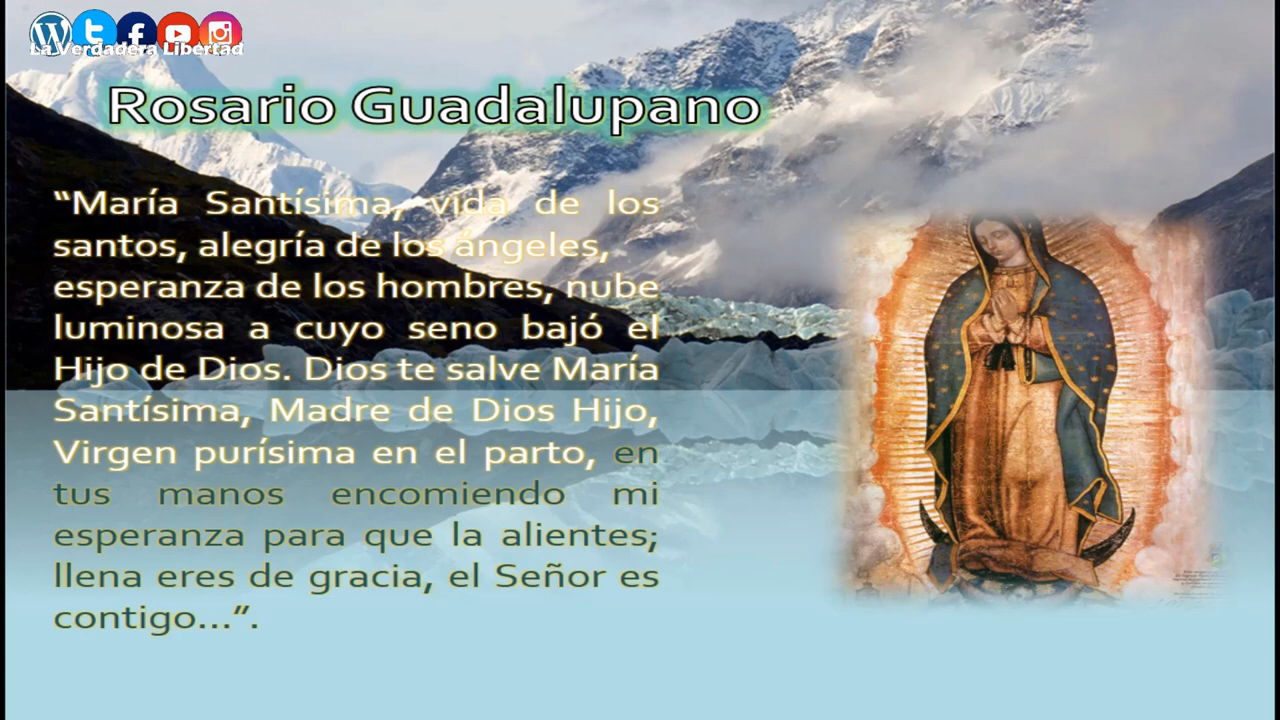 La Verdadera Libertad
Rosario Guadalupano
“María Santísima, vida de los
santos, alegría de los ángeles,
esperanza de los hombres, nube
luminosa a cuyo seno bajó el
Hijo de Dios. Dios te salve María
Santísima, Madre de Dios Hijo,
Virgen purísima en el parto, en
tus manos encomiendo mi
esperanza para que la alientes;
llena eres de gracia, el Señor es
contigo…”.